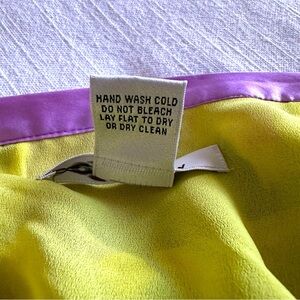 HAND WASH COLD
DO NOT BLEACH
LAY FLAT TO DRY
OR DRY CLEAN